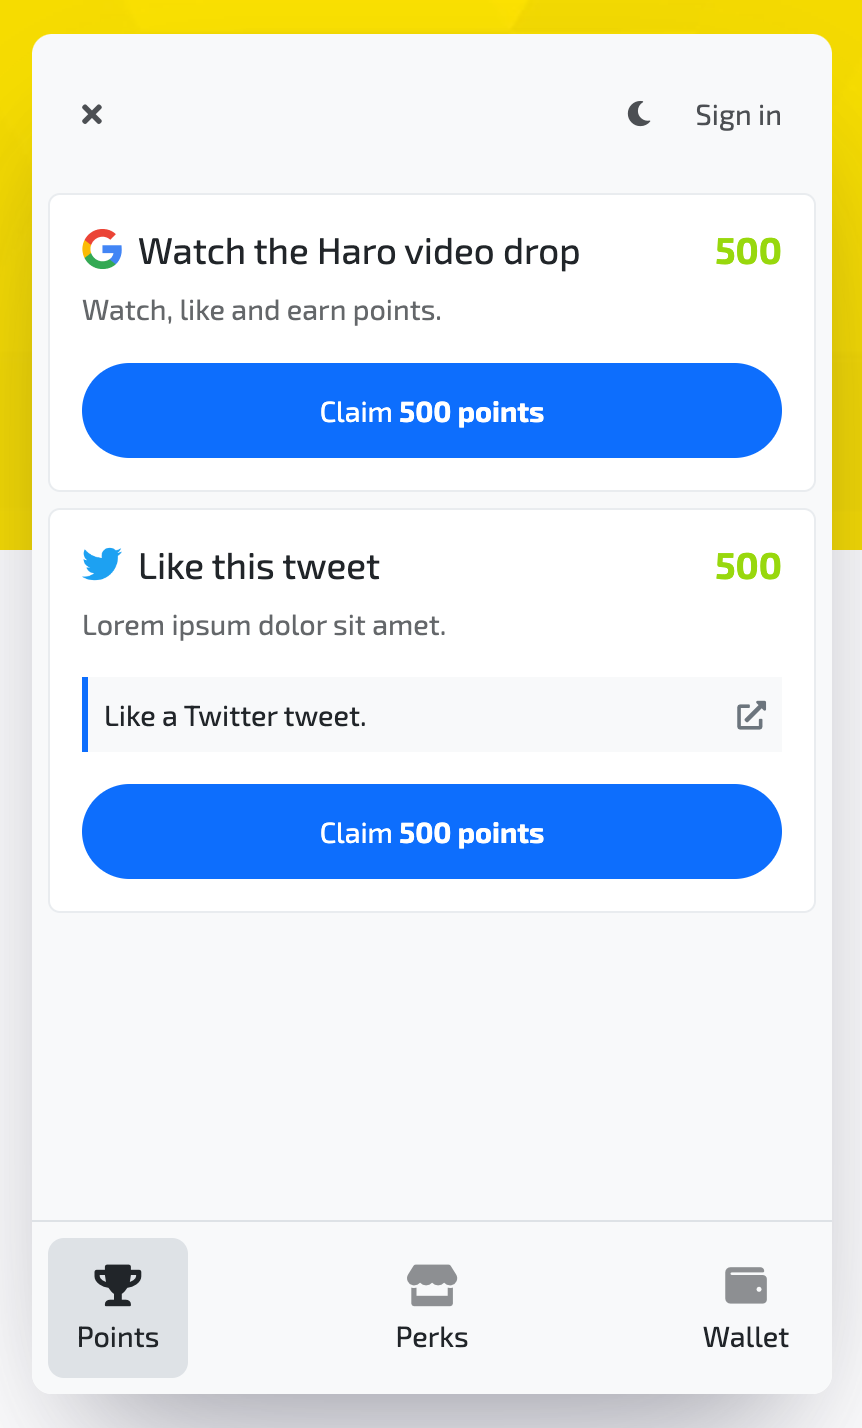 Sign in
Watch the Haro video drop 500
Watch, like and earn points.
Claim 500 points
Like this tweet 500
Lorem ipsum dolor sit amet.
Like a Twitter tweet.
Claim 500 points
Points Perks Wallet